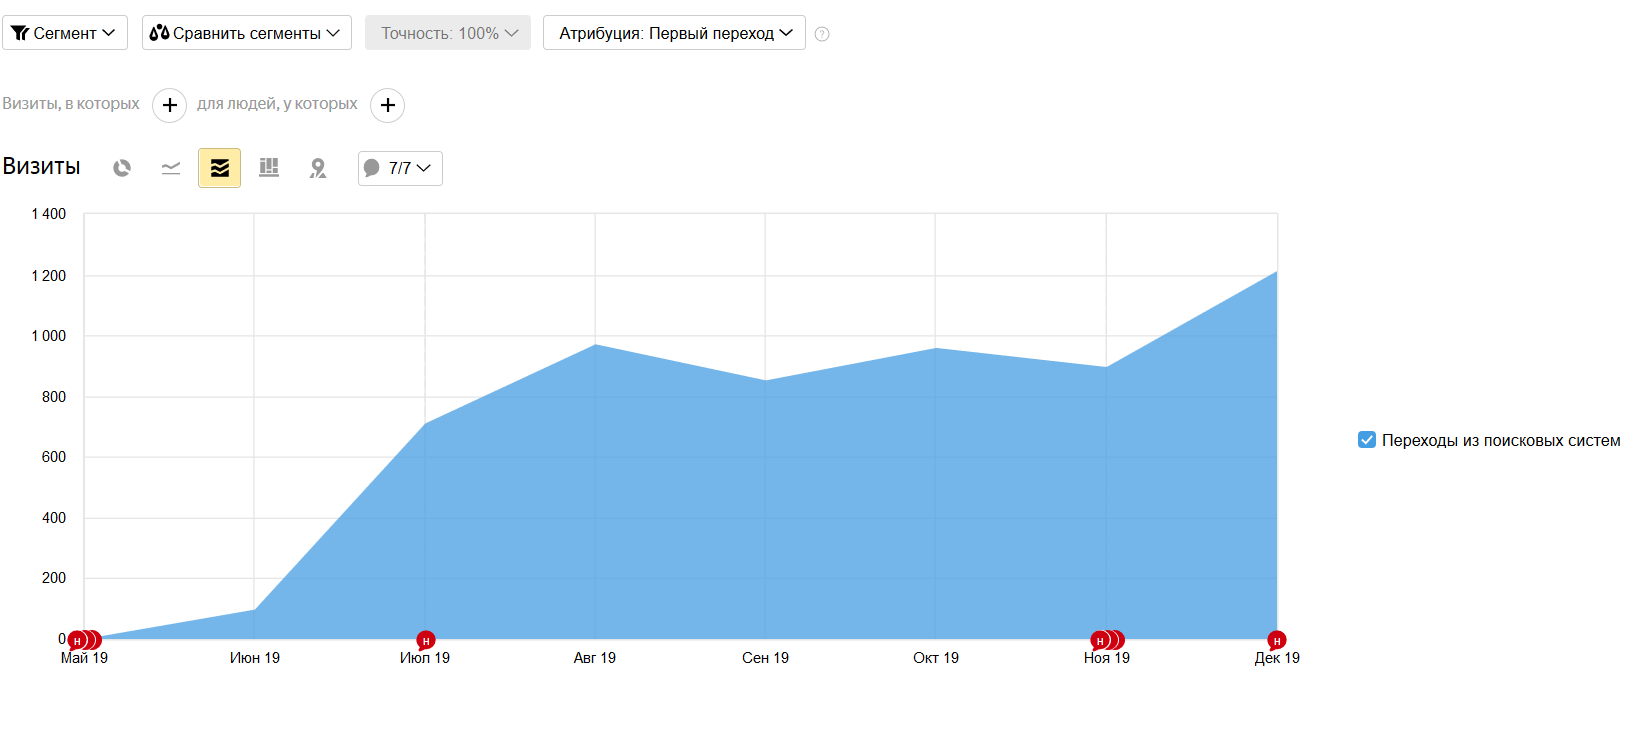 Сегмент Сравнить сегменты Точность: 100% Атрибуция: Первый переход ?
Визиты, в которых + для людей, у которых +
Визиты 7/7
1 400
1 200
1 000
800
600
400
200
0
н н н н
Май 19 Июн 19 Июл 19 Авг 19 Сен 19 Окт 19 Ноя 19 Дек 19
Переходы из поисковых систем